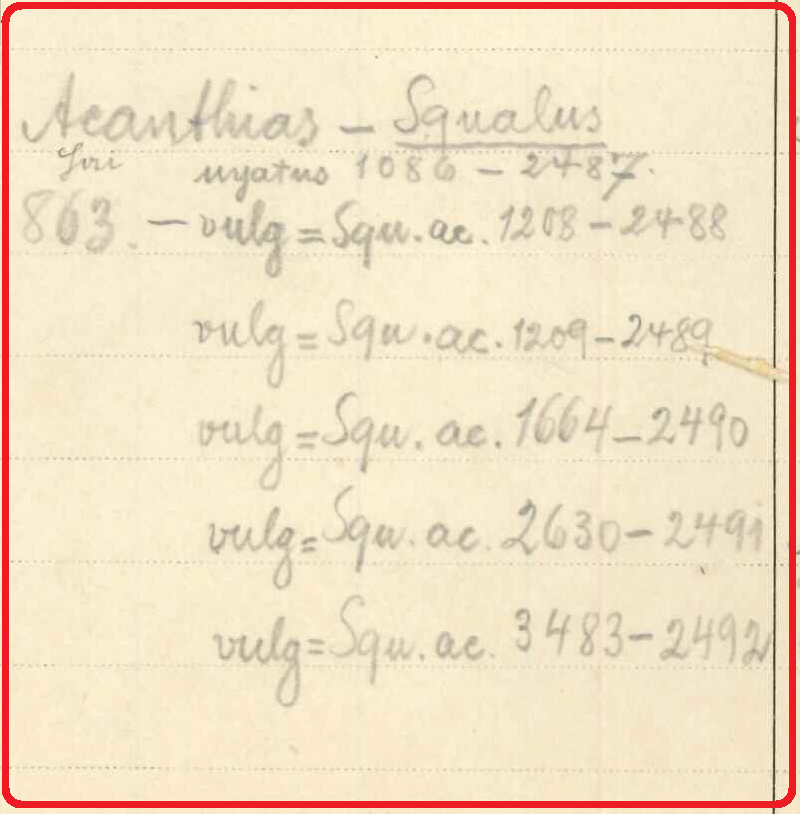 Acanthias – Squalus
uyatus 1086 – 2487.
863. – vulg = Squ. ac. 1208 – 2488
vulg = Squ. ac. 1209 – 2489
vulg = Squ. ac. 1664 – 2490
vulg = Squ. ac. 2630 – 2491
vulg = Squ. ac. 3483 – 2492